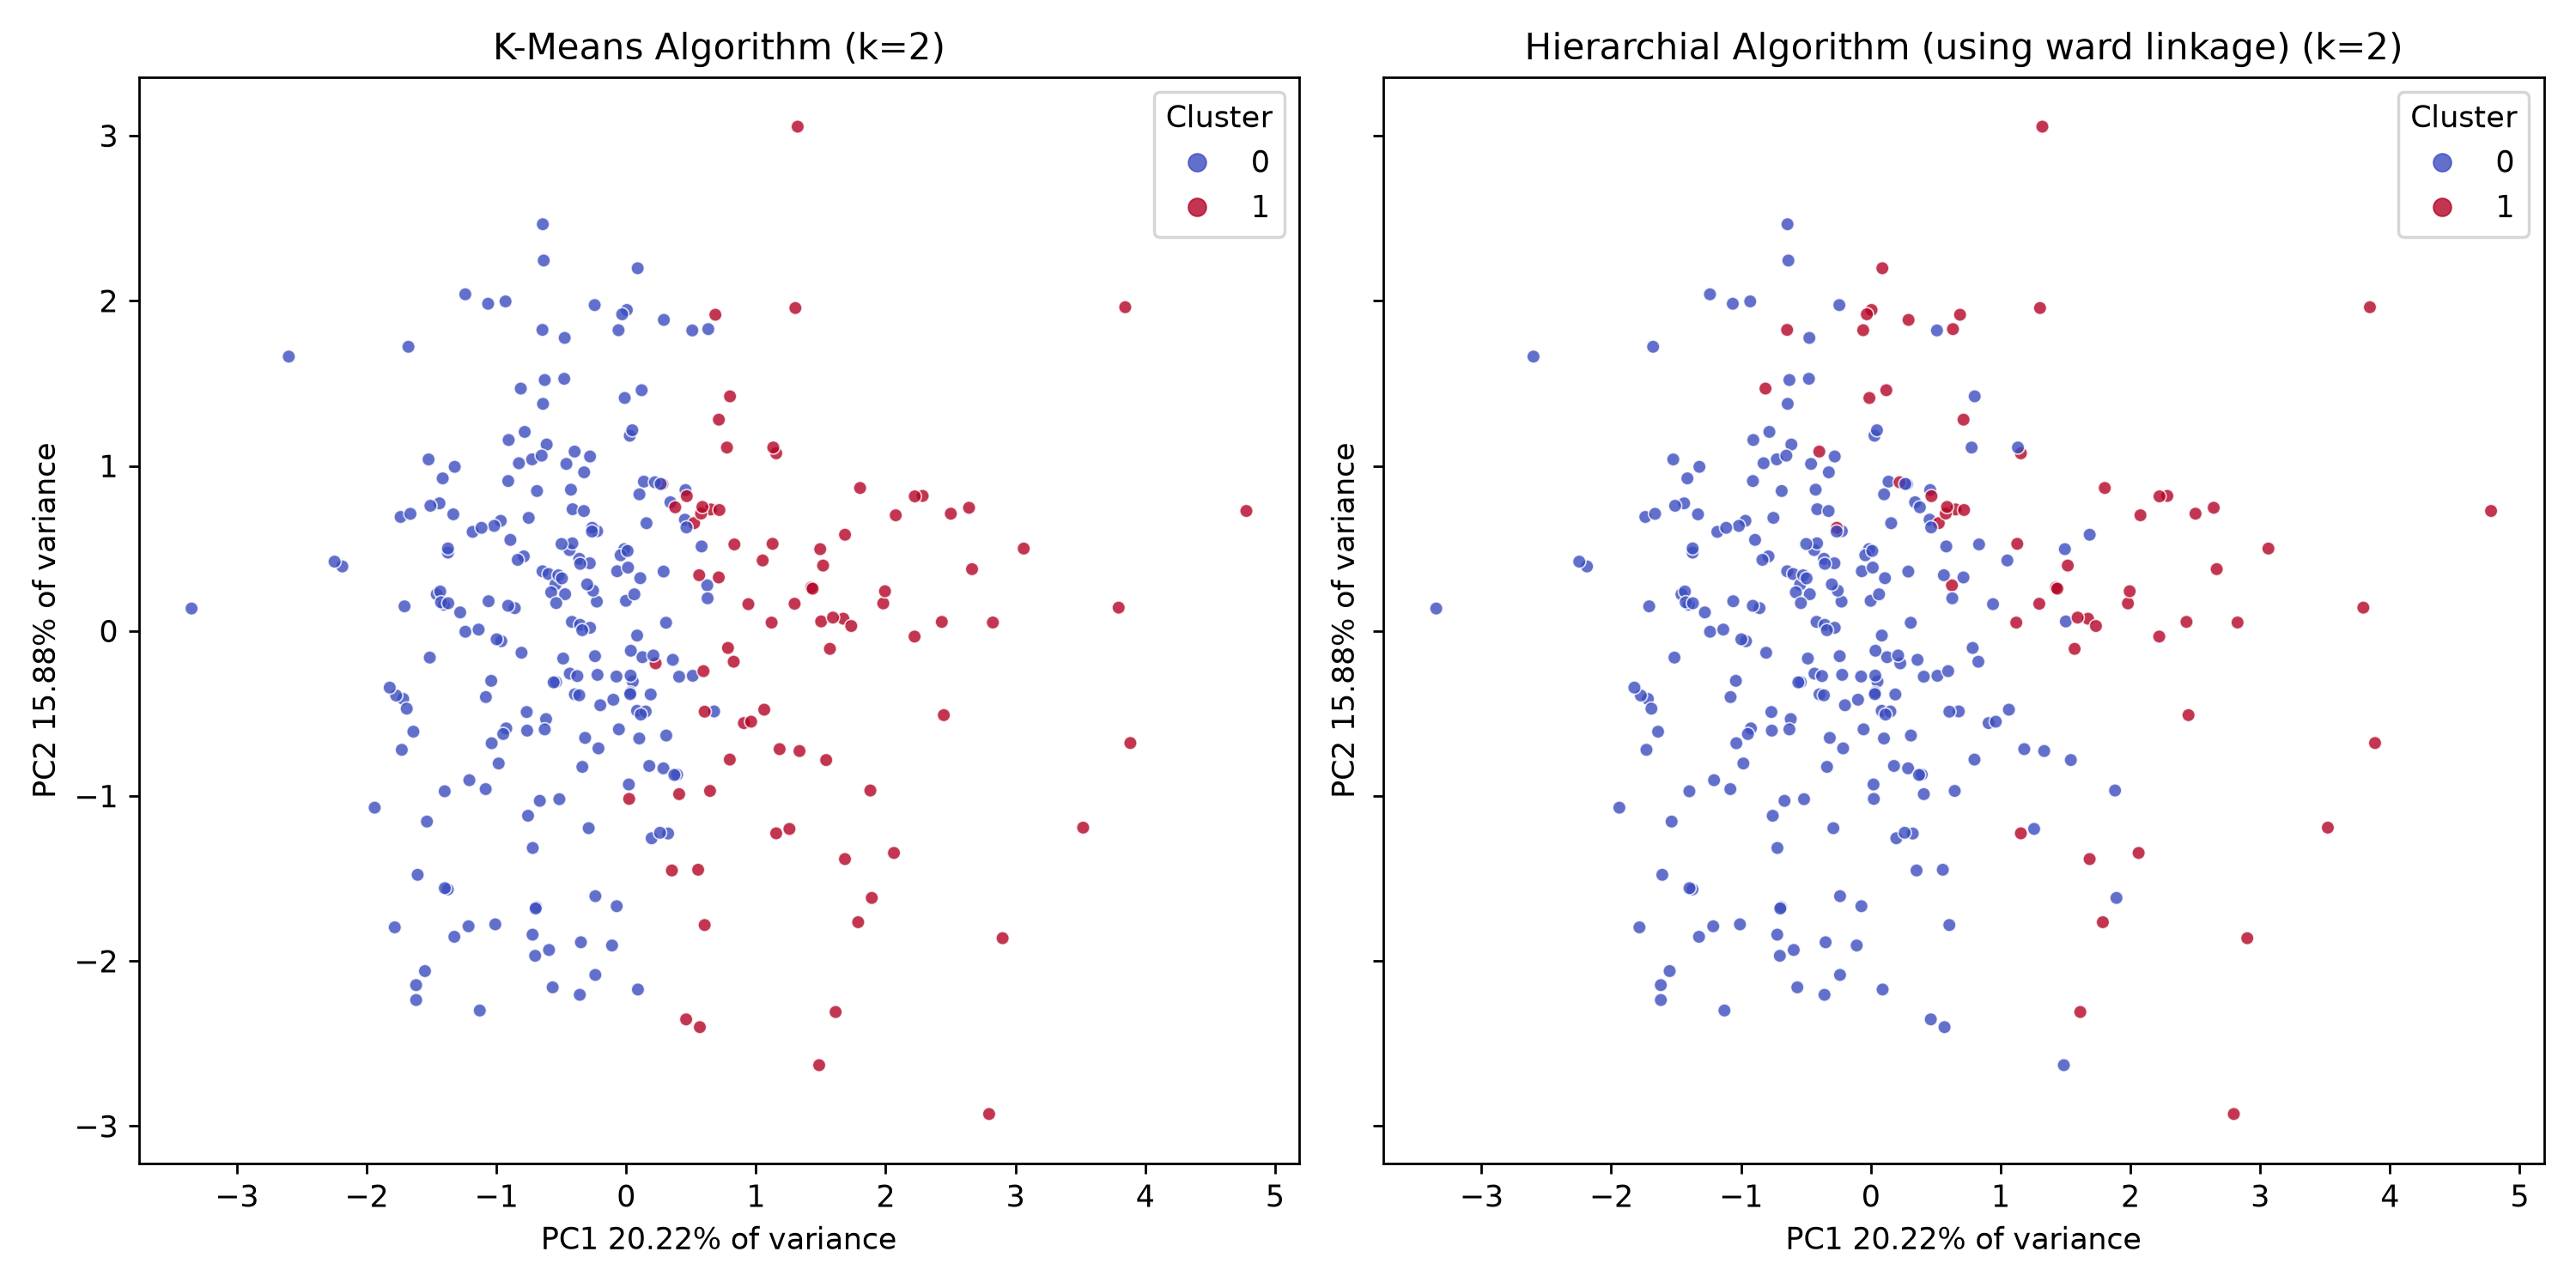 K-Means Algorithm (k=2)
Cluster
0
1
3
2
1
0
−1
−2
−3
PC2 15.88% of variance
−3 −2 −1 0 1 2 3 4 5
PC1 20.22% of variance
Hierarchial Algorithm (using ward linkage) (k=2)
Cluster
0
1
PC2 15.88% of variance
−3 −2 −1 0 1 2 3 4 5
PC1 20.22% of variance